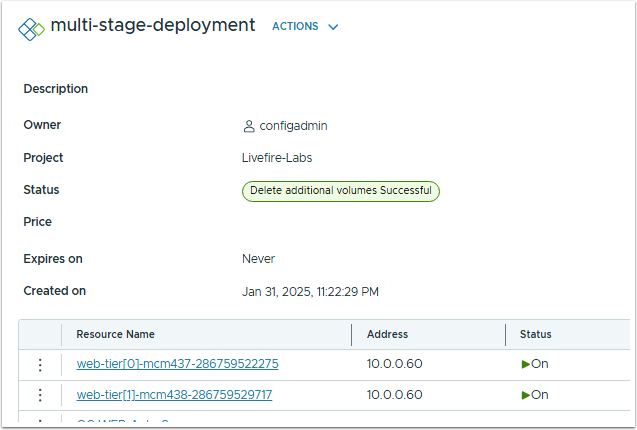 multi-stage-deployment ACTIONS
Description
Owner configadmin
Project Livefire-Labs
Status Delete additional volumes Successful
Price
Expires on Never
Created on Jan 31, 2025, 11:22:29 PM
Resource Name Address Status
web-tier[0]-mcm437-286759522275 10.0.0.60 On
web-tier[1]-mcm438-286759529717 10.0.0.60 On